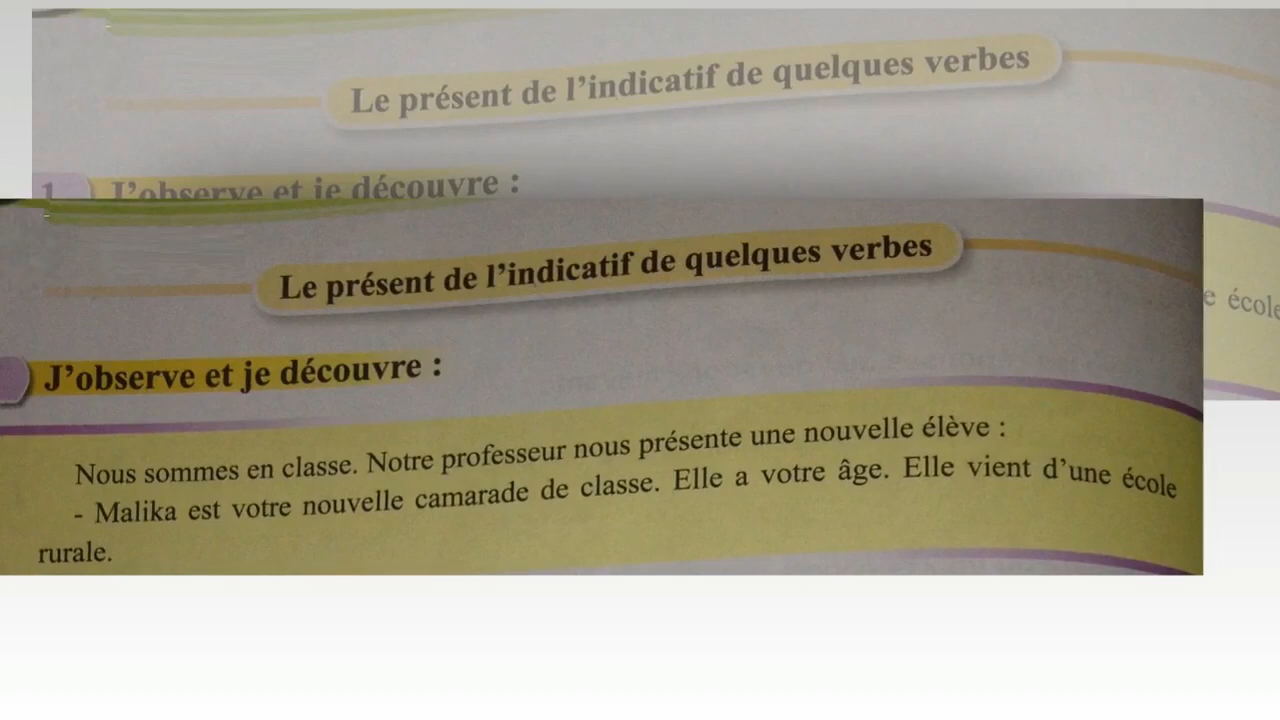 Le présent de l'indicatif de quelques verbes
1 J'observe et je découvre :
e école
Le présent de l'indicatif de quelques verbes
J'observe et je découvre :
Nous sommes en classe. Notre professeur nous présente une nouvelle élève :
- Malika est votre nouvelle camarade de classe. Elle a votre âge. Elle vient d'une école
rurale.